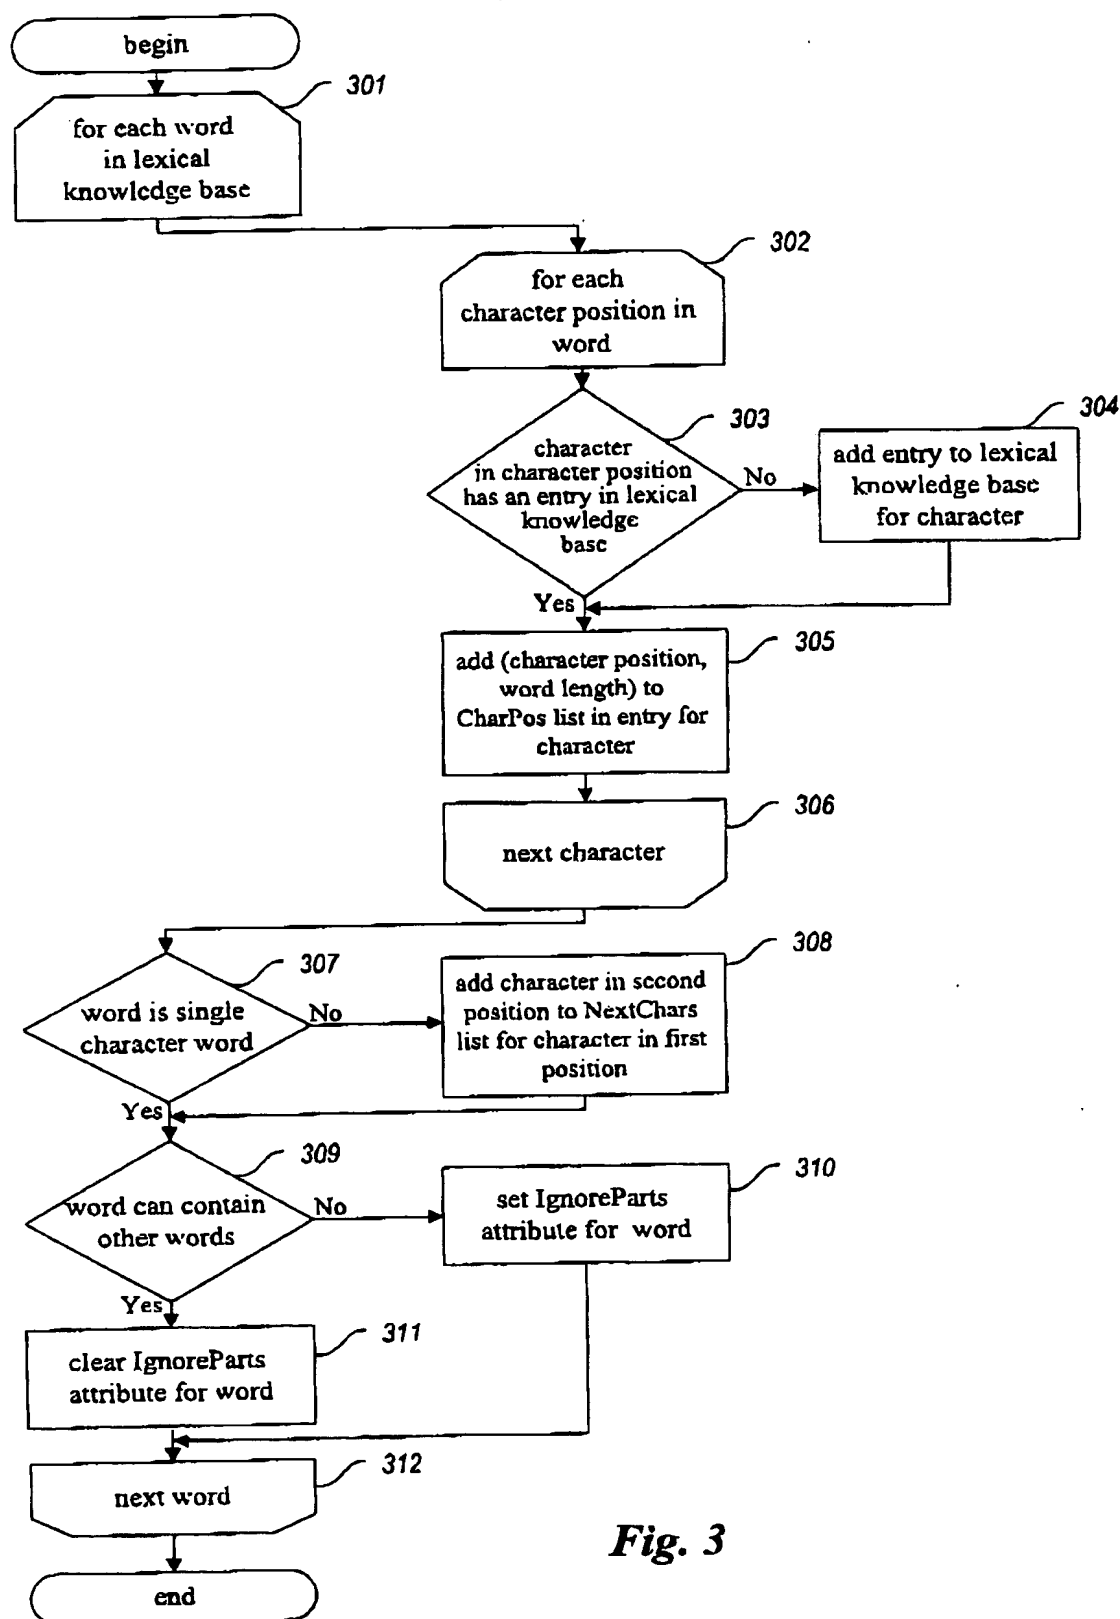 begin
301
for each word
in lexical
knowledge base
302
for each
character position in
word
303
character
in character position
has an entry in lexical
knowledge
base
No
304
add entry to lexical
knowledge base
for character
Yes
305
add (character position,
word length) to
CharPos list in entry for
character
306
next character
307
word is single
character word
No
308
add character in second
position to NextChars
list for character in first
position
Yes
309
word can contain
other words
No
310
set IgnoreParts
attribute for word
Yes
311
clear IgnoreParts
attribute for word
312
next word
end
Fig. 3